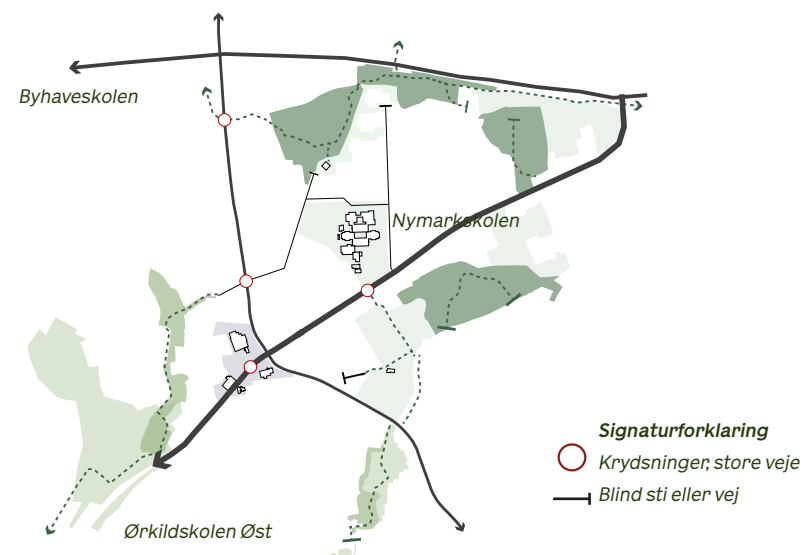 Byhaveskolen
Nymarkskolen
Signaturforklaring
Krydsninger, store veje
Blind sti eller vej
Ørkildskolen Øst